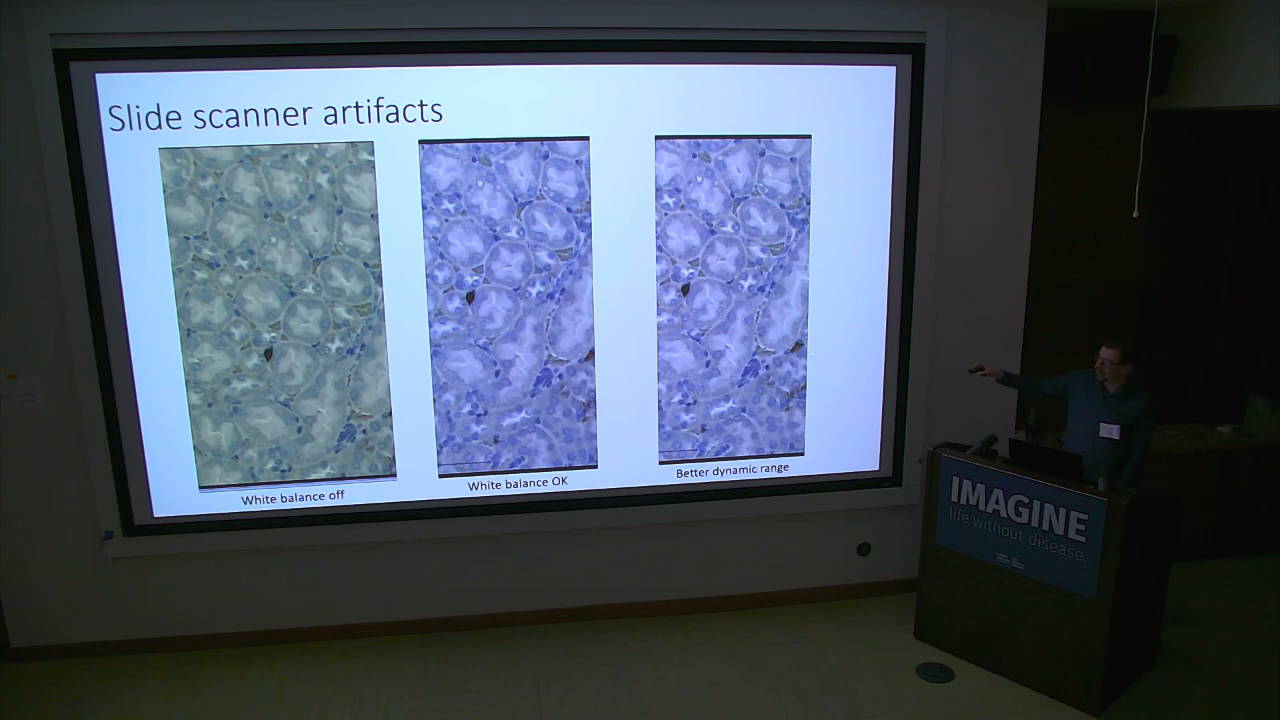 Slide scanner artifacts
White balance off
White balance OK
Better dynamic range
IMAGINE
life without disease.